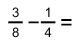 3/8 − 1/4 =